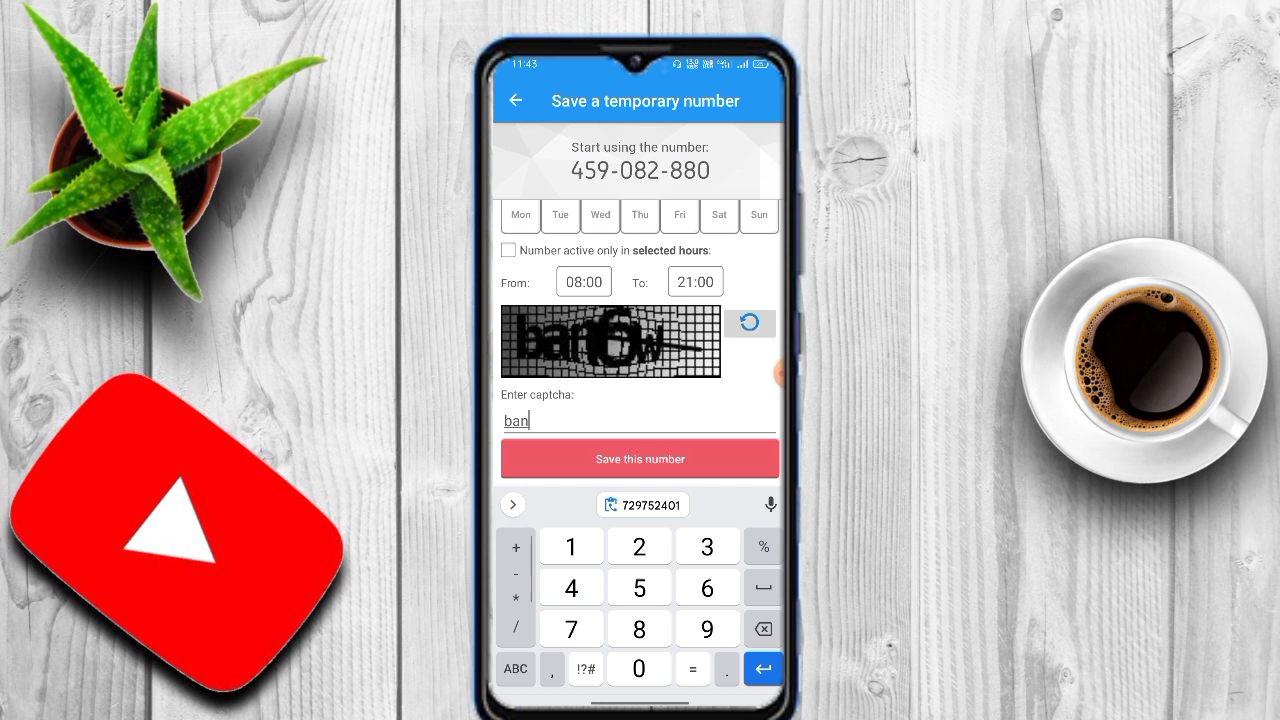 11:43
Save a temporary number
Start using the number:
459-082-880
Mon Tue Wed Thu Fri Sat Sun
Number active only in selected hours:
From: 08:00 To: 21:00
Enter captcha:
ban
Save this number
729752401
+ 1 2 3 %
- 4 5 6
*
/ 7 8 9
ABC , !?# 0 = .